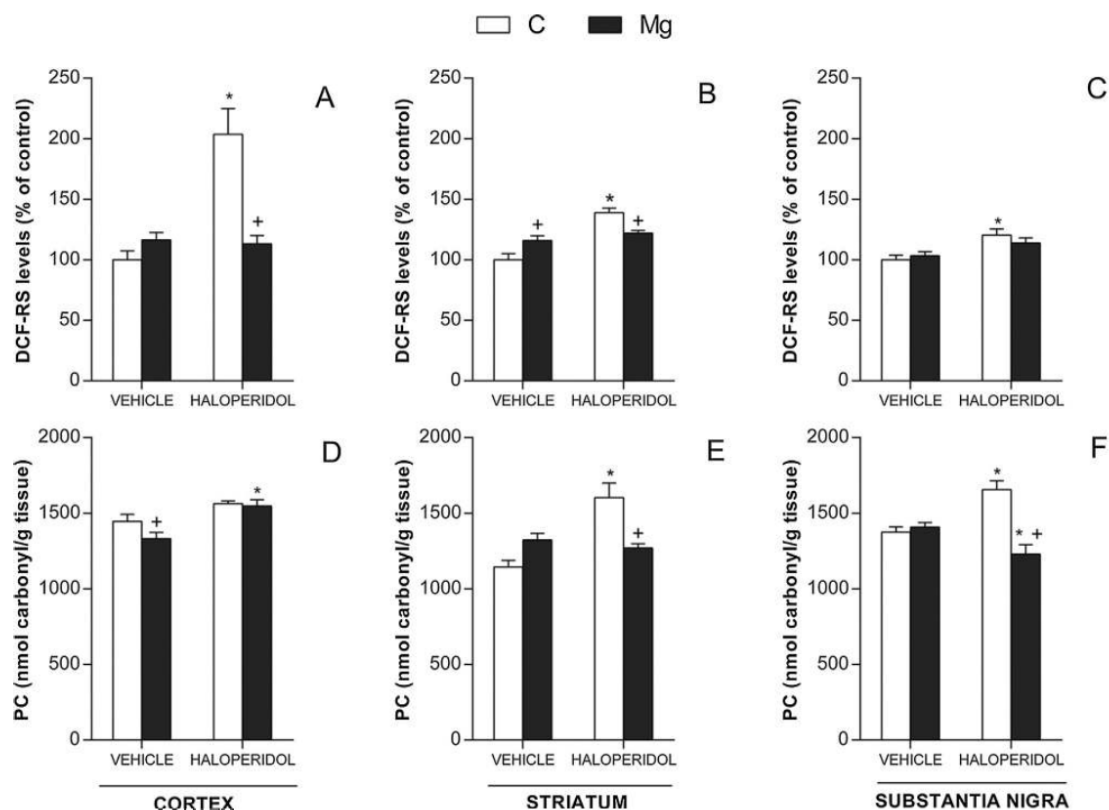 C Mg
A
DCF-RS levels (% of control)
250
200
150
100
50
0
*
+
VEHICLE HALOPERIDOL
B
DCF-RS levels (% of control)
250
200
150
100
50
0
+
*
+
VEHICLE HALOPERIDOL
C
DCF-RS levels (% of control)
250
200
150
100
50
0
*
VEHICLE HALOPERIDOL
D
PC (nmol carbonyl/g tissue)
2000
1500
1000
500
0
+
*
VEHICLE HALOPERIDOL
CORTEX
E
PC (nmol carbonyl/g tissue)
2000
1500
1000
500
0
*
+
VEHICLE HALOPERIDOL
STRIATUM
F
PC (nmol carbonyl/g tissue)
2000
1500
1000
500
0
*
* +
VEHICLE HALOPERIDOL
SUBSTANTIA NIGRA